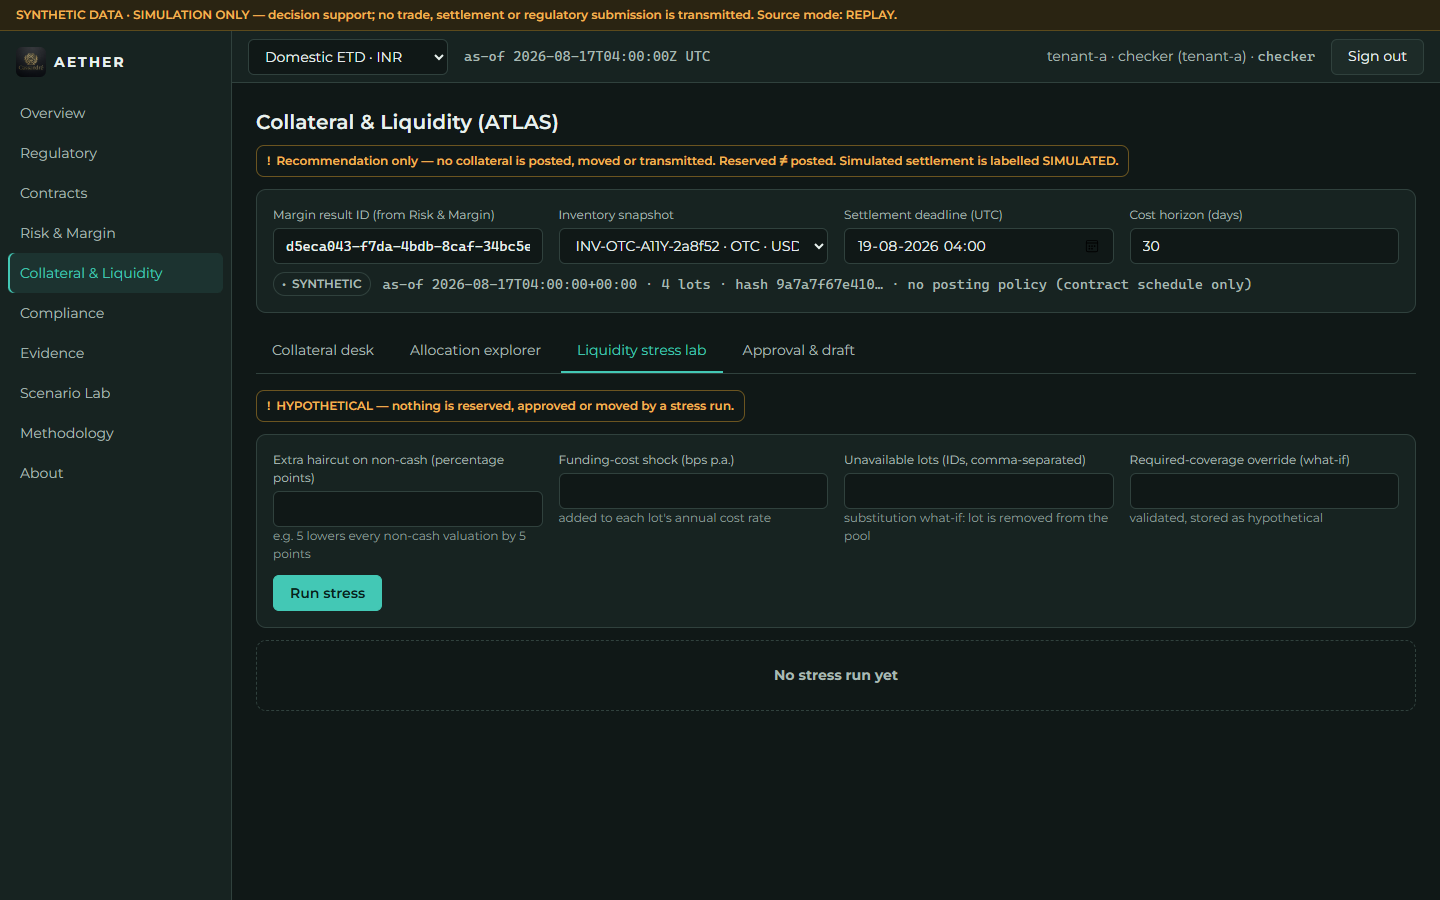 SYNTHETIC DATA · SIMULATION ONLY — decision support; no trade, settlement or regulatory submission is transmitted. Source mode: REPLAY.
AETHER
Domestic ETD · INR
as-of 2026-08-17T04:00:00Z UTC
tenant-a · checker (tenant-a) · checker
Sign out
Overview
Regulatory
Contracts
Risk & Margin
Collateral & Liquidity
Compliance
Evidence
Scenario Lab
Methodology
About
Collateral & Liquidity (ATLAS)
! Recommendation only — no collateral is posted, moved or transmitted. Reserved ≠ posted. Simulated settlement is labelled SIMULATED.
Margin result ID (from Risk & Margin)
d5eca043-f7da-4bdb-8caf-34bc5e
Inventory snapshot
INV-OTC-A11Y-2a8f52 · OTC · USD
Settlement deadline (UTC)
19-08-2026 04:00
Cost horizon (days)
30
• SYNTHETIC
as-of 2026-08-17T04:00:00+00:00 · 4 lots · hash 9a7a7f67e410… · no posting policy (contract schedule only)
Collateral desk
Allocation explorer
Liquidity stress lab
Approval & draft
! HYPOTHETICAL — nothing is reserved, approved or moved by a stress run.
Extra haircut on non-cash (percentage
points)
e.g. 5 lowers every non-cash valuation by 5
points
Funding-cost shock (bps p.a.)
added to each lot's annual cost rate
Unavailable lots (IDs, comma-separated)
substitution what-if: lot is removed from the
pool
Required-coverage override (what-if)
validated, stored as hypothetical
Run stress
No stress run yet